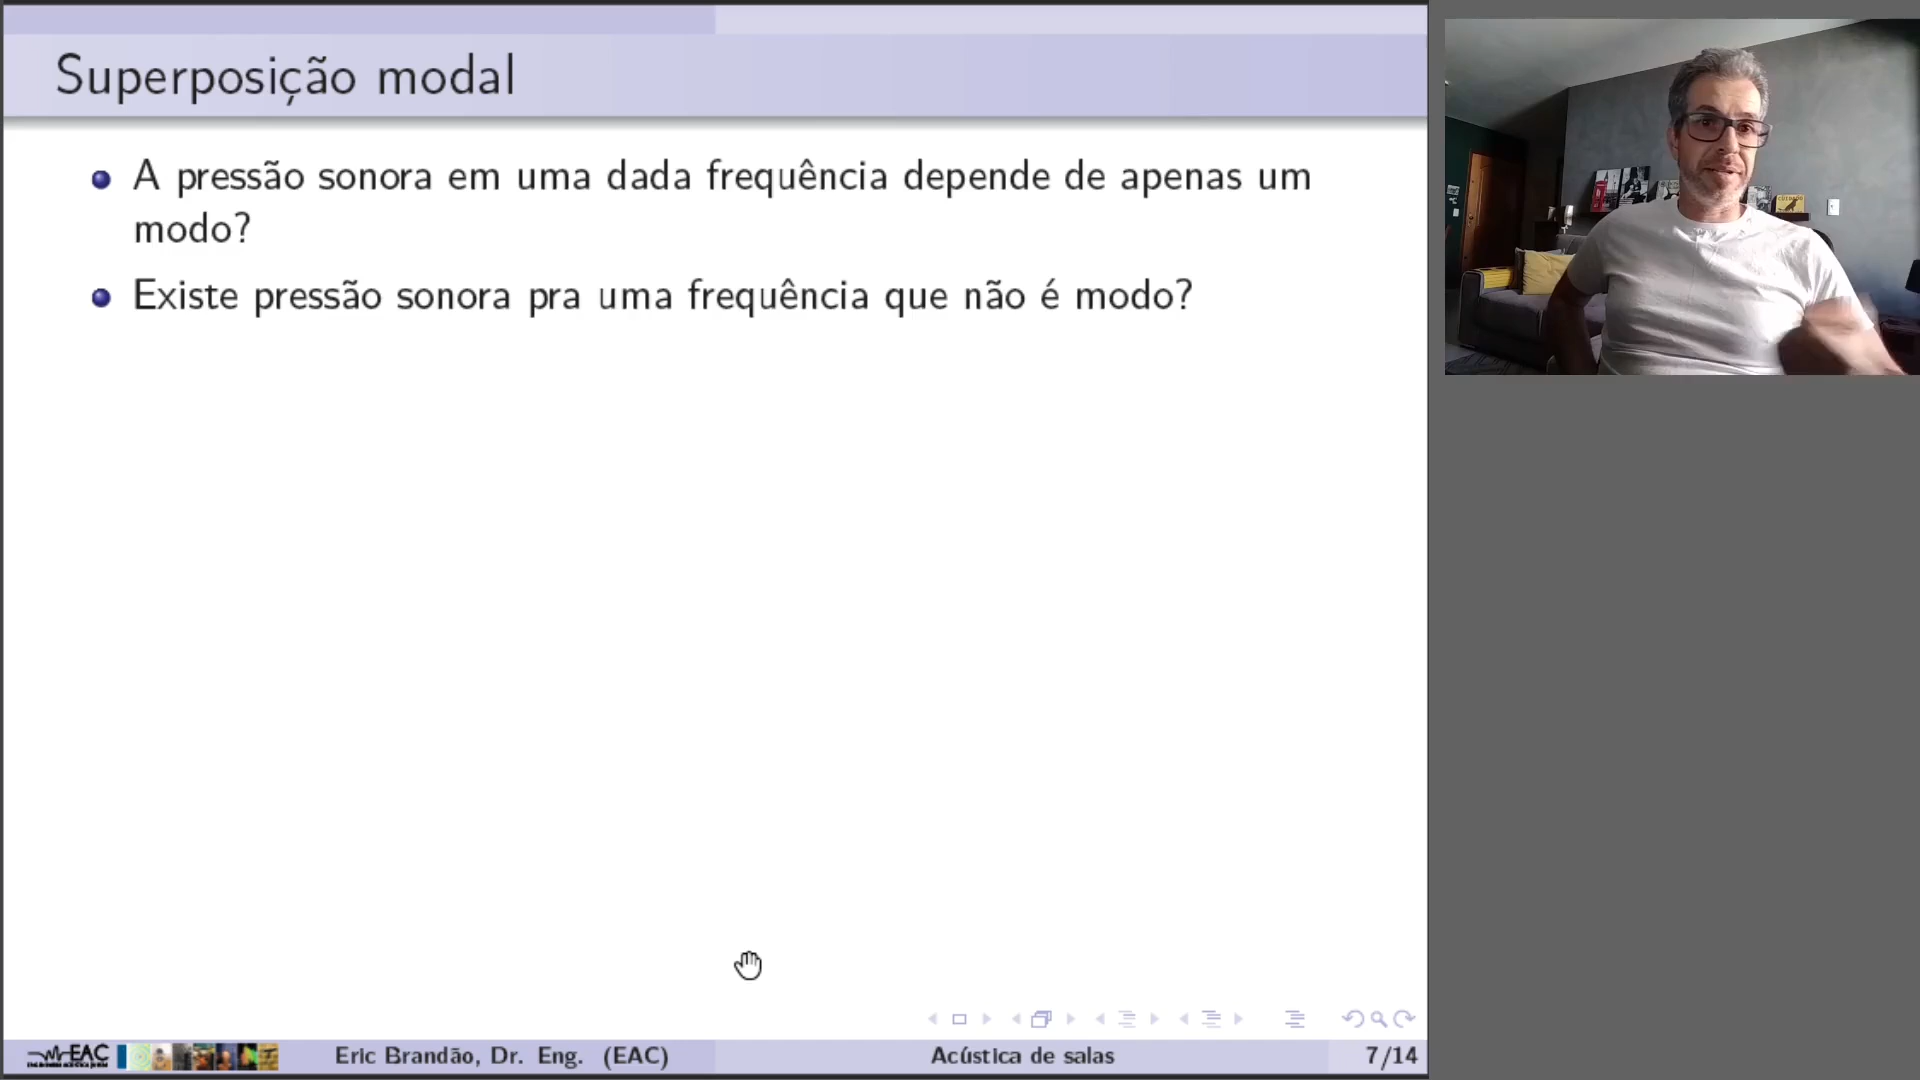 Superposição modal
A pressão sonora em uma dada frequência depende de apenas um
modo?
Existe pressão sonora pra uma frequência que não é modo?
EAC
Eric Brandão, Dr. Eng. (EAC)
Acústica de salas
7/14